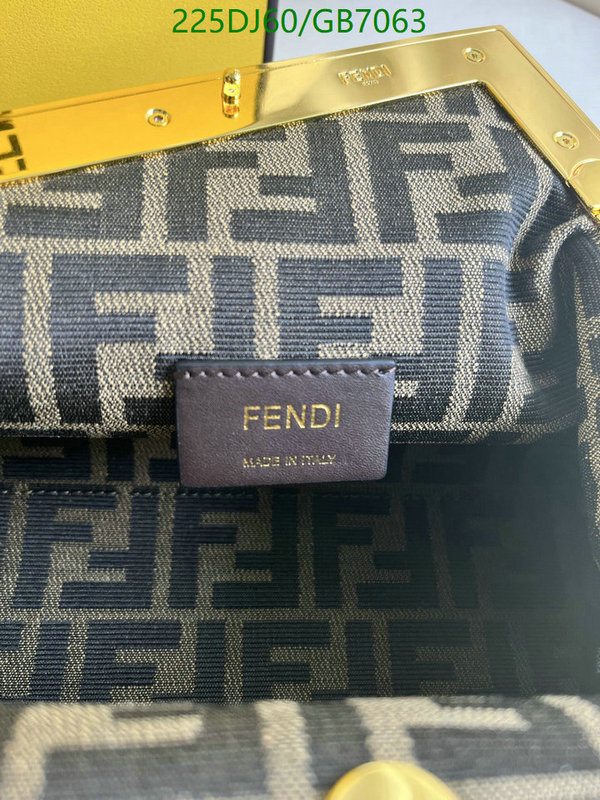 225DJ60/GB7063
FENDI
FENDI
MADE IN ITALY